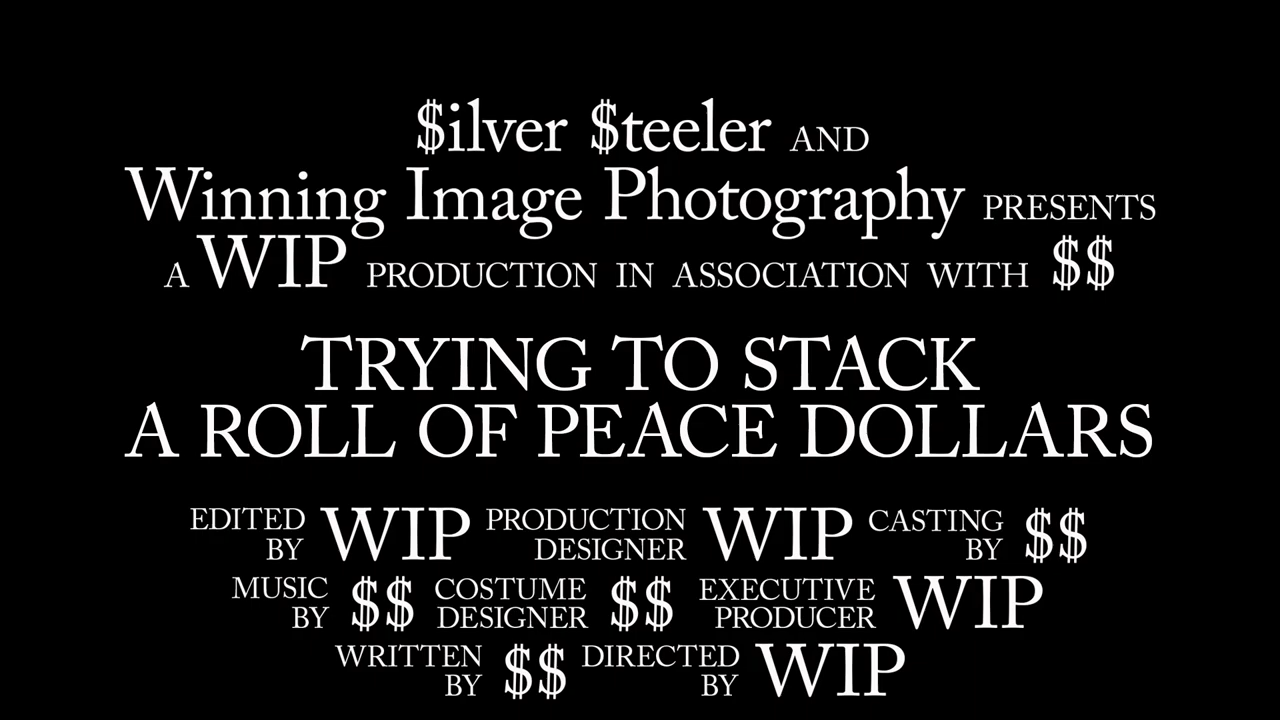 $ilver $teeler AND
Winning Image Photography PRESENTS
A WIP PRODUCTION IN ASSOCIATION WITH $$
TRYING TO STACK
A ROLL OF PEACE DOLLARS
EDITED BY WIP PRODUCTION DESIGNER WIP CASTING BY $$
MUSIC BY $$ COSTUME DESIGNER $$ EXECUTIVE PRODUCER WIP
WRITTEN BY $$ DIRECTED BY WIP